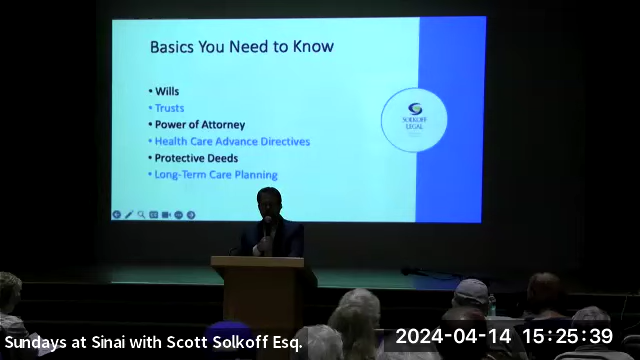 Basics You Need to Know
• Wills
• Trusts
• Power of Attorney
• Health Care Advance Directives
• Protective Deeds
• Long-Term Care Planning
SOLKOFF
LEGAL
Sundays at Sinai with Scott Solkoff Esq.
2024-04-14 15:25:39